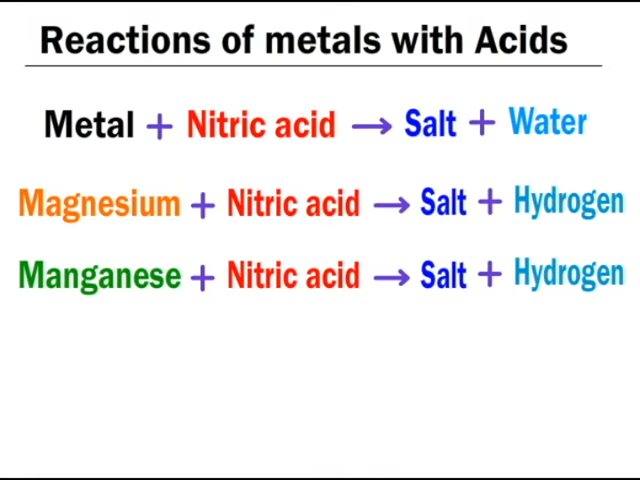 Reactions of metals with Acids
Metal + Nitric acid → Salt + Water
Magnesium + Nitric acid → Salt + Hydrogen
Manganese + Nitric acid → Salt + Hydrogen